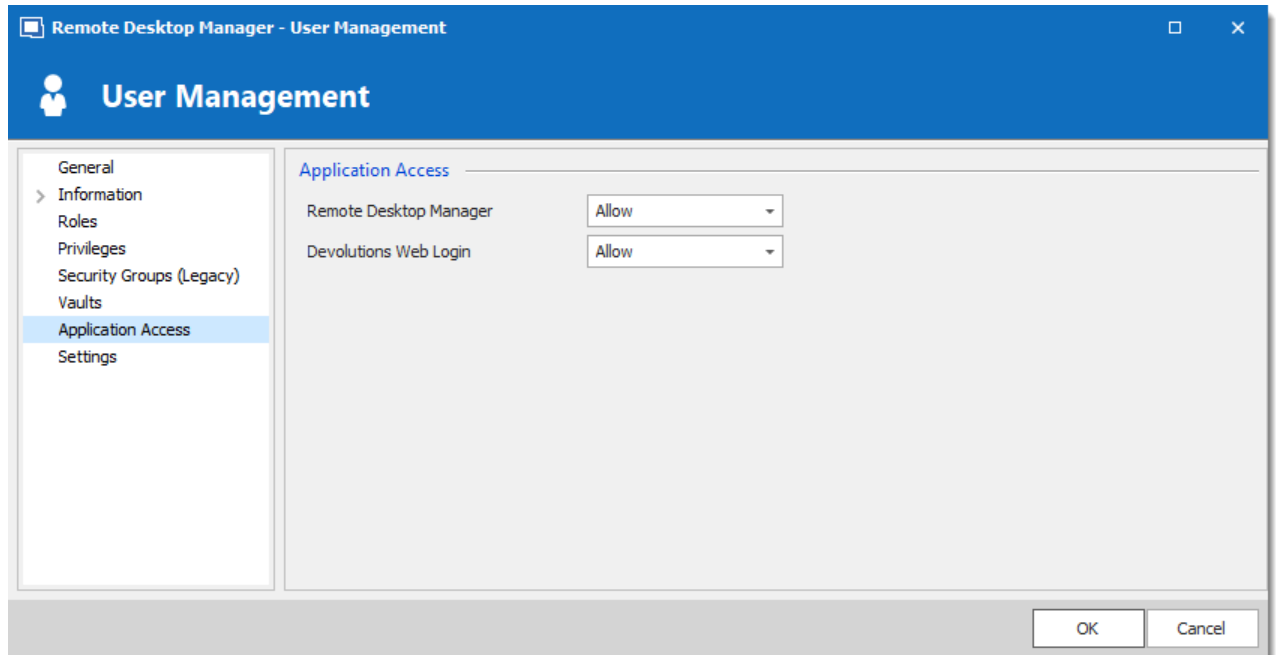 Remote Desktop Manager - User Management
User Management
General
Information
Roles
Privileges
Security Groups (Legacy)
Vaults
Application Access
Settings
Application Access
Remote Desktop Manager Allow
Devolutions Web Login Allow
OK Cancel